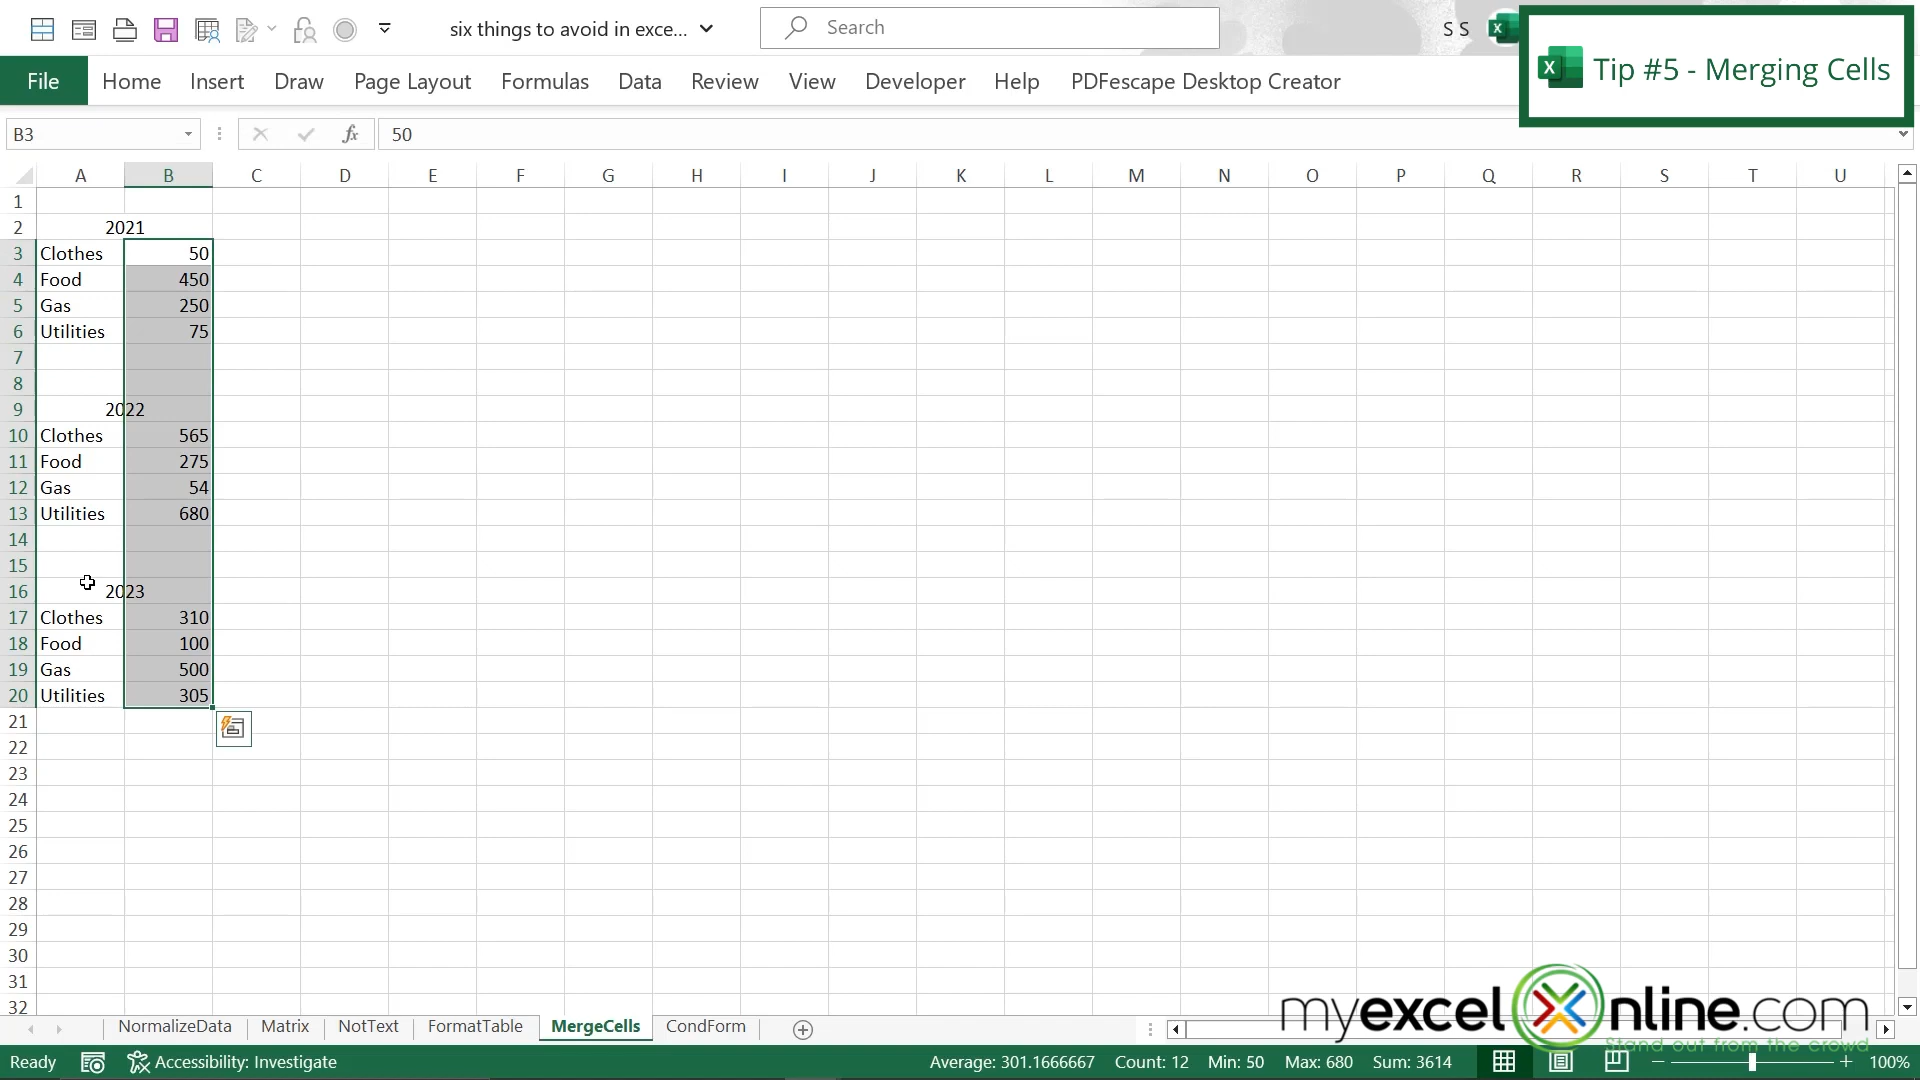 six things to avoid in exce...
Search
S S
Tip #5 - Merging Cells
File Home Insert Draw Page Layout Formulas Data Review View Developer Help PDFescape Desktop Creator
B3 fx 50
A B C D E F G H I J K L M N O P Q R S T U
1
2 2021
3 Clothes 50
4 Food 450
5 Gas 250
6 Utilities 75
7
8
9 2022
10 Clothes 565
11 Food 275
12 Gas 54
13 Utilities 680
14
15
16 2023
17 Clothes 310
18 Food 100
19 Gas 500
20 Utilities 305
21
22
23
24
25
26
27
28
29
30
31
32
myexcelonline.com
Stand out from the crowd
NormalizeData Matrix NotText FormatTable MergeCells CondForm
Ready Accessibility: Investigate Average: 301.1666667 Count: 12 Min: 50 Max: 680 Sum: 3614 100%